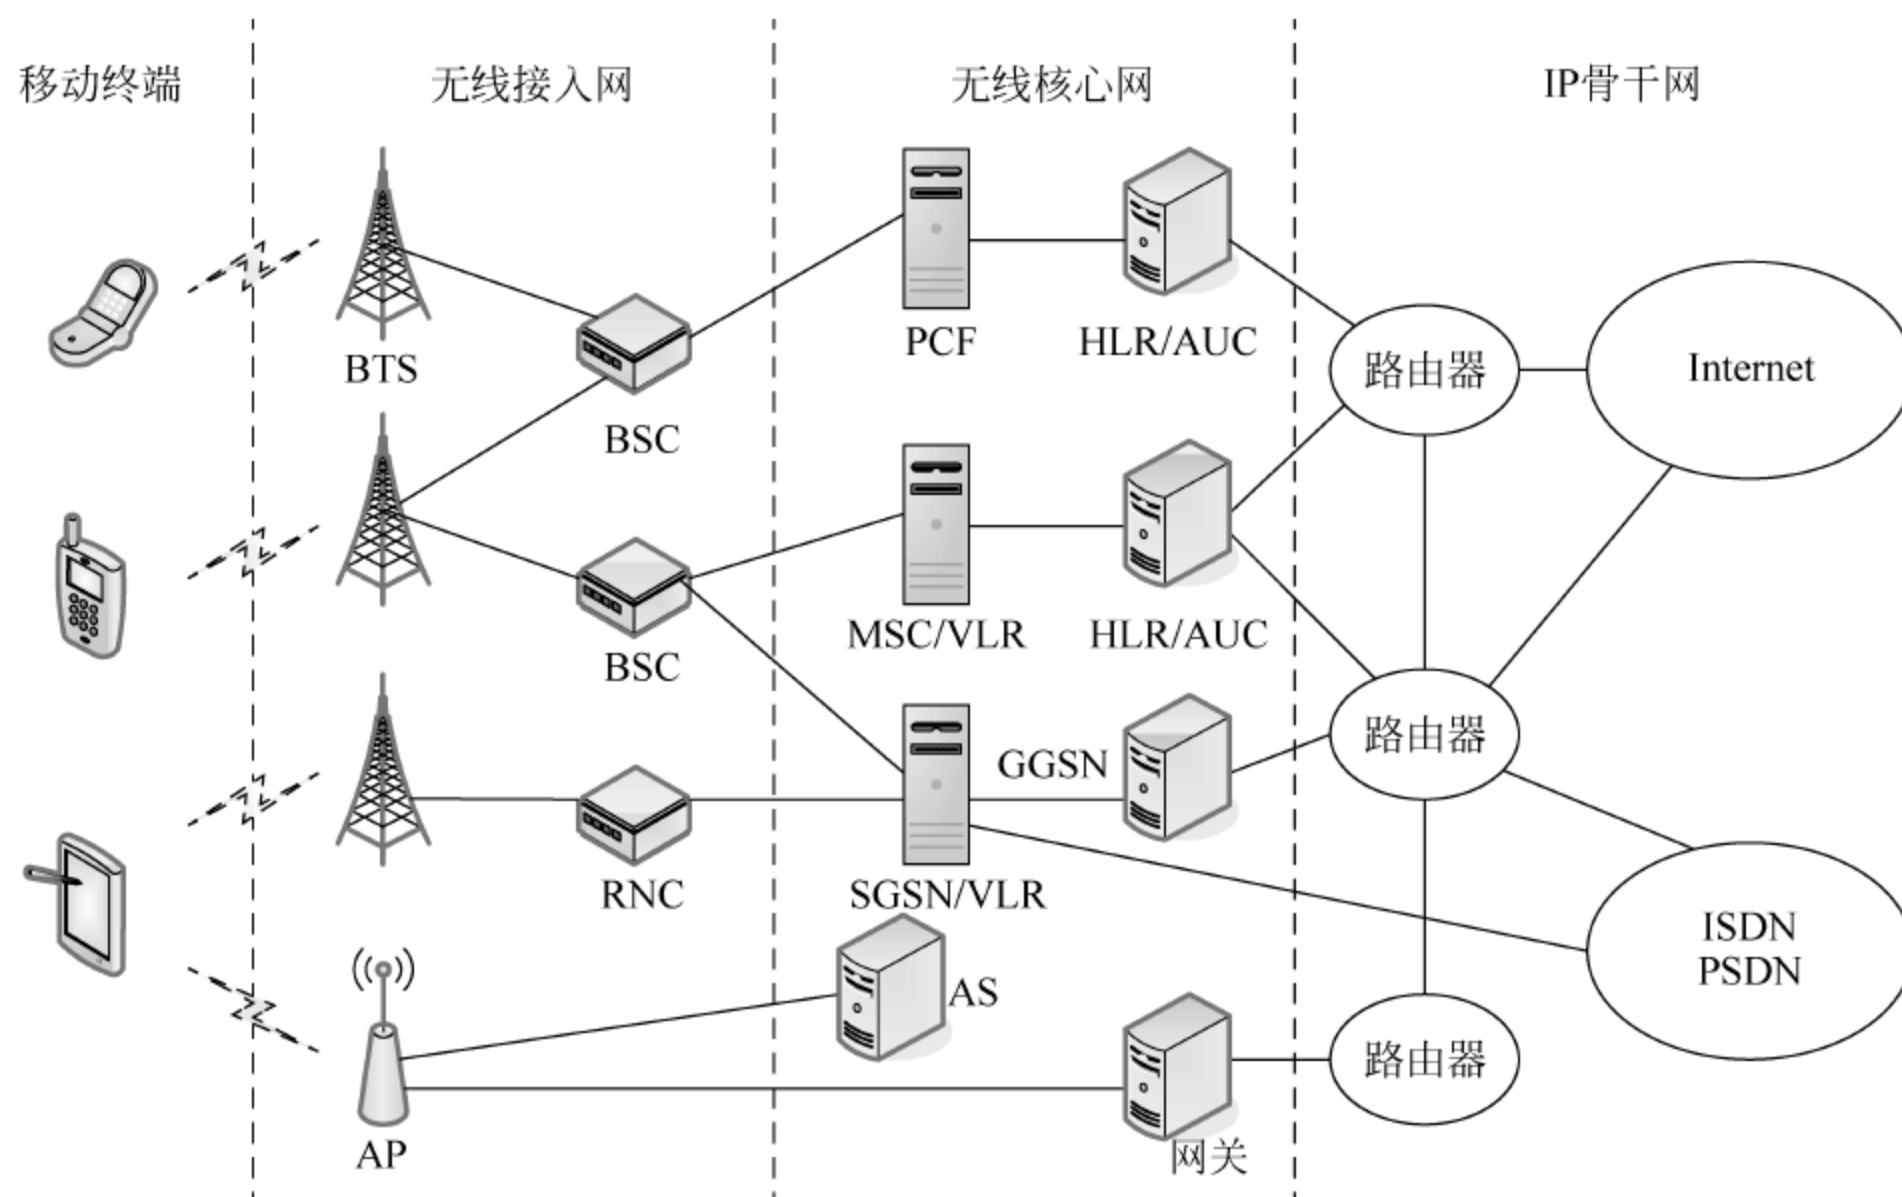 移动终端
无线接入网
无线核心网
IP骨干网
BTS
PCF
HLR/AUC
路由器
Internet
BSC
MSC/VLR
HLR/AUC
BSC
GGSN
路由器
RNC
SGSN/VLR
ISDN
PSDN
AS
路由器
AP
网关